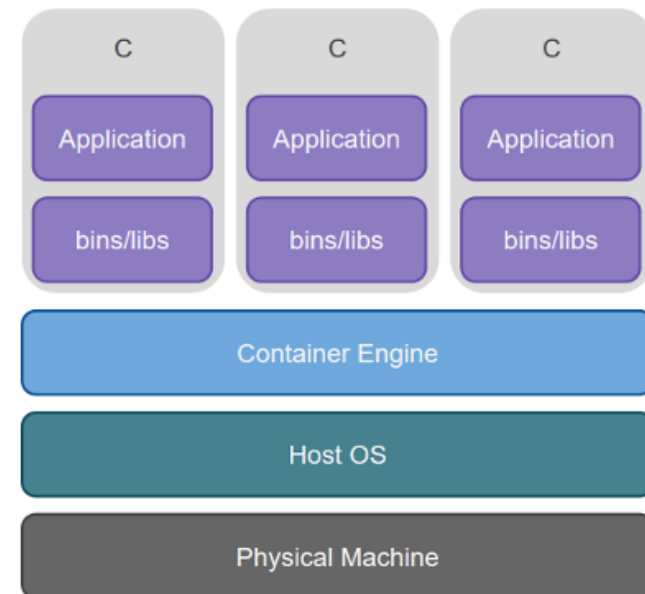 C C C
Application Application Application
bins/libs bins/libs bins/libs
Container Engine
Host OS
Physical Machine